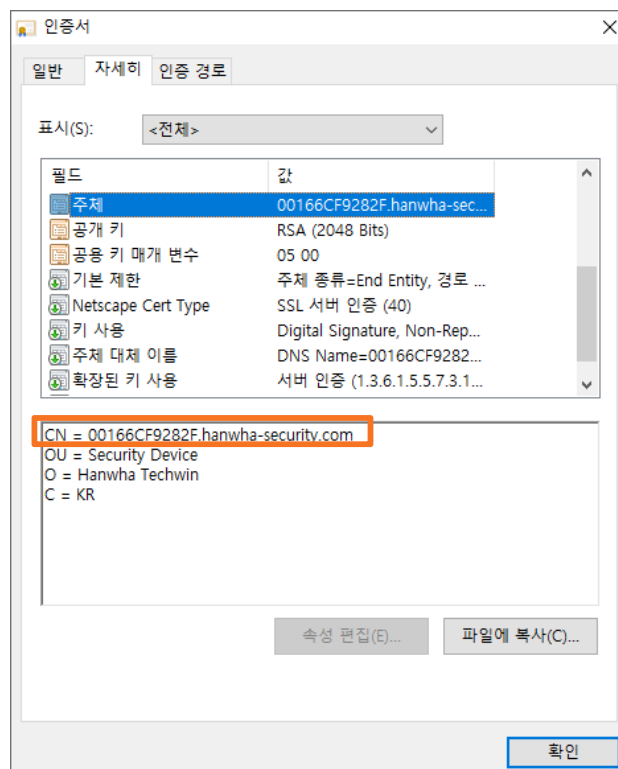 인증서
일반 자세히 인증 경로
표시(S): <전체>
필드 값
주체 00166CF9282F.hanwha-sec...
공개 키 RSA (2048 Bits)
공용 키 매개 변수 05 00
기본 제한 주체 종류=End Entity, 경로 ...
Netscape Cert Type SSL 서버 인증 (40)
키 사용 Digital Signature, Non-Rep...
주체 대체 이름 DNS Name=00166CF9282...
확장된 키 사용 서버 인증 (1.3.6.1.5.5.7.3.1...
CN = 00166CF9282F.hanwha-security.com
OU = Security Device
O = Hanwha Techwin
C = KR
속성 편집(E)... 파일에 복사(C)...
확인